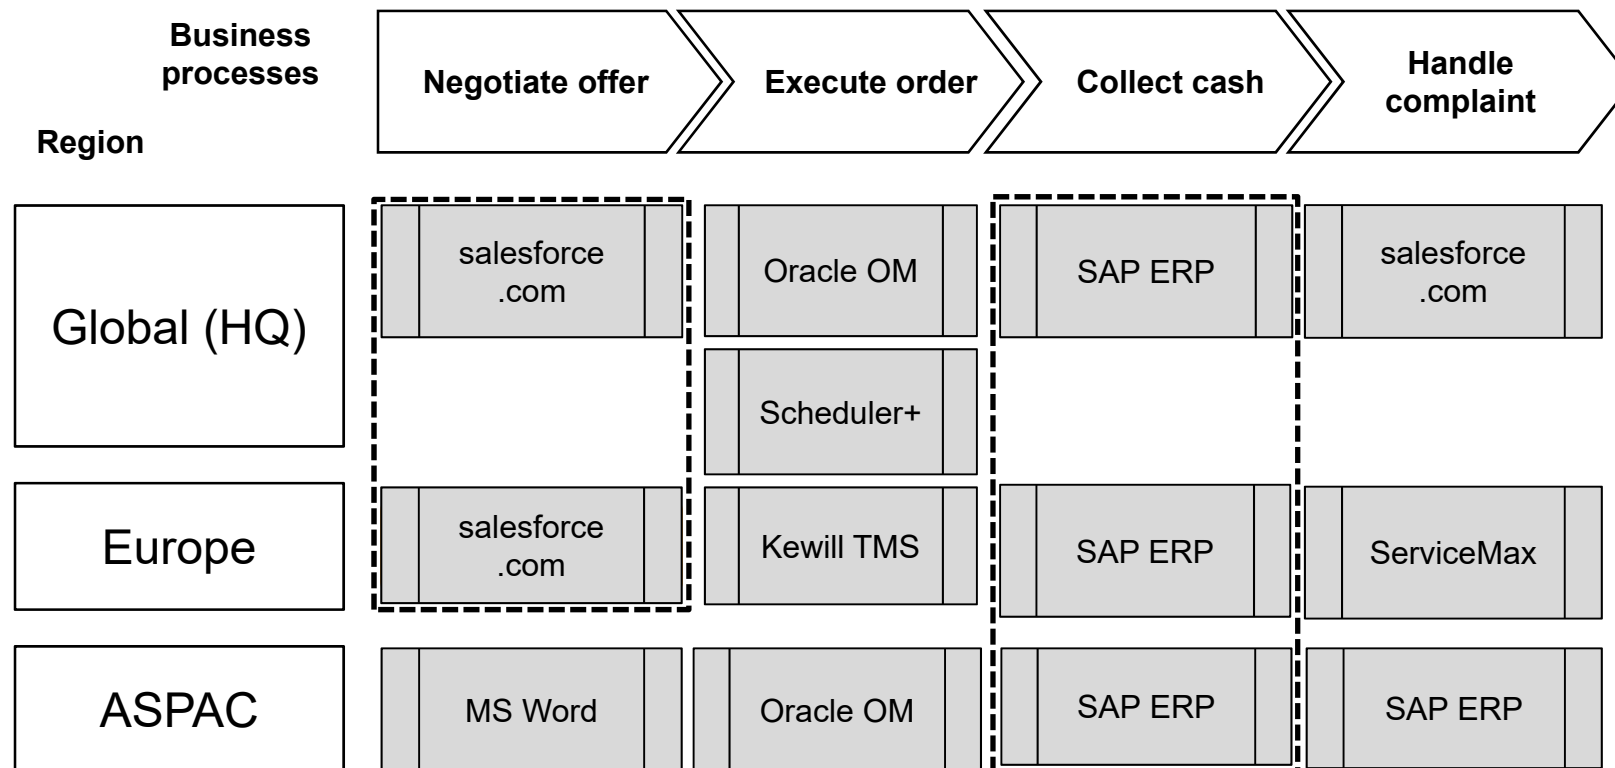 Business
processes
Negotiate offer
Execute order
Collect cash
Handle
complaint
Region
Global (HQ)
salesforce
.com
Oracle OM
SAP ERP
salesforce
.com
Scheduler+
Europe
salesforce
.com
Kewill TMS
SAP ERP
ServiceMax
ASPAC
MS Word
Oracle OM
SAP ERP
SAP ERP